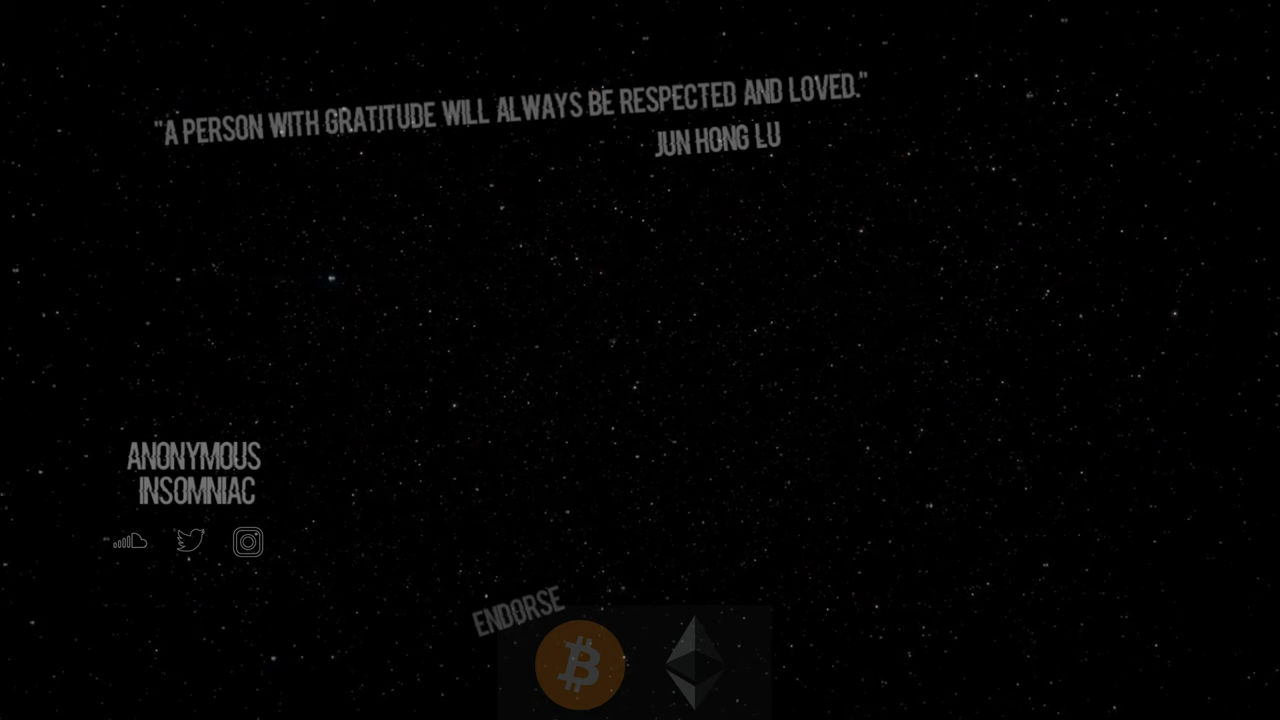 "A PERSON WITH GRATITUDE WILL ALWAYS BE RESPECTED AND LOVED."
JUN HONG LU
ANONYMOUS
INSOMNIAC
ENDORSE